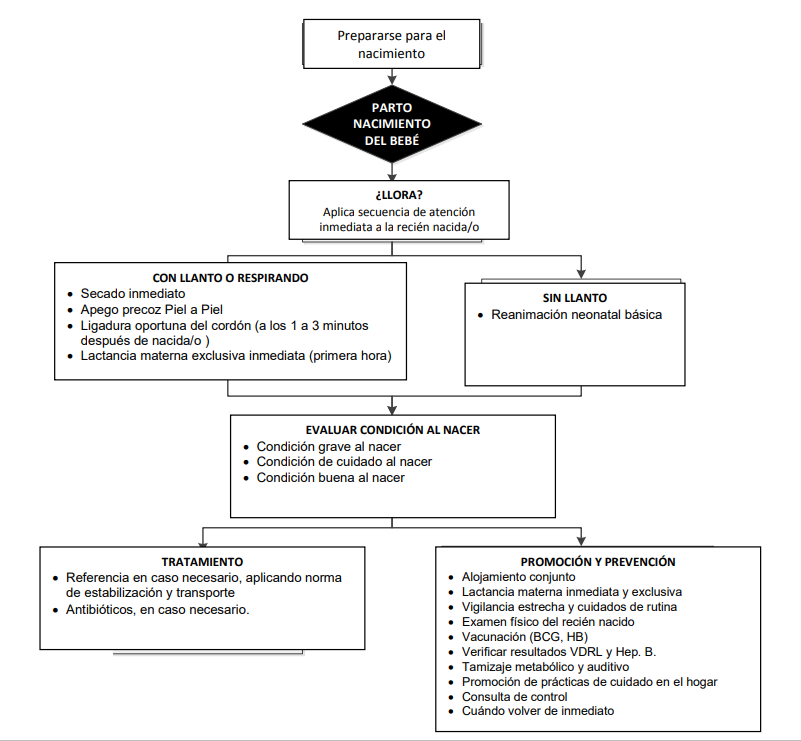 Prepararse para el
nacimiento
PARTO
NACIMIENTO
DEL BEBÉ
¿LLORA?
Aplica secuencia de atención
inmediata a la recién nacida/o
CON LLANTO O RESPIRANDO
• Secado inmediato
• Apego precoz Piel a Piel
• Ligadura oportuna del cordón (a los 1 a 3 minutos
después de nacida/o )
• Lactancia materna exclusiva inmediata (primera hora)
SIN LLANTO
• Reanimación neonatal básica
EVALUAR CONDICIÓN AL NACER
• Condición grave al nacer
• Condición de cuidado al nacer
• Condición buena al nacer
TRATAMIENTO
• Referencia en caso necesario, aplicando norma
de estabilización y transporte
• Antibióticos, en caso necesario.
PROMOCIÓN Y PREVENCIÓN
• Alojamiento conjunto
• Lactancia materna inmediata y exclusiva
• Vigilancia estrecha y cuidados de rutina
• Examen físico del recién nacido
• Vacunación (BCG, HB)
• Verificar resultados VDRL y Hep. B.
• Tamizaje metabólico y auditivo
• Promoción de prácticas de cuidado en el hogar
• Consulta de control
• Cuándo volver de inmediato